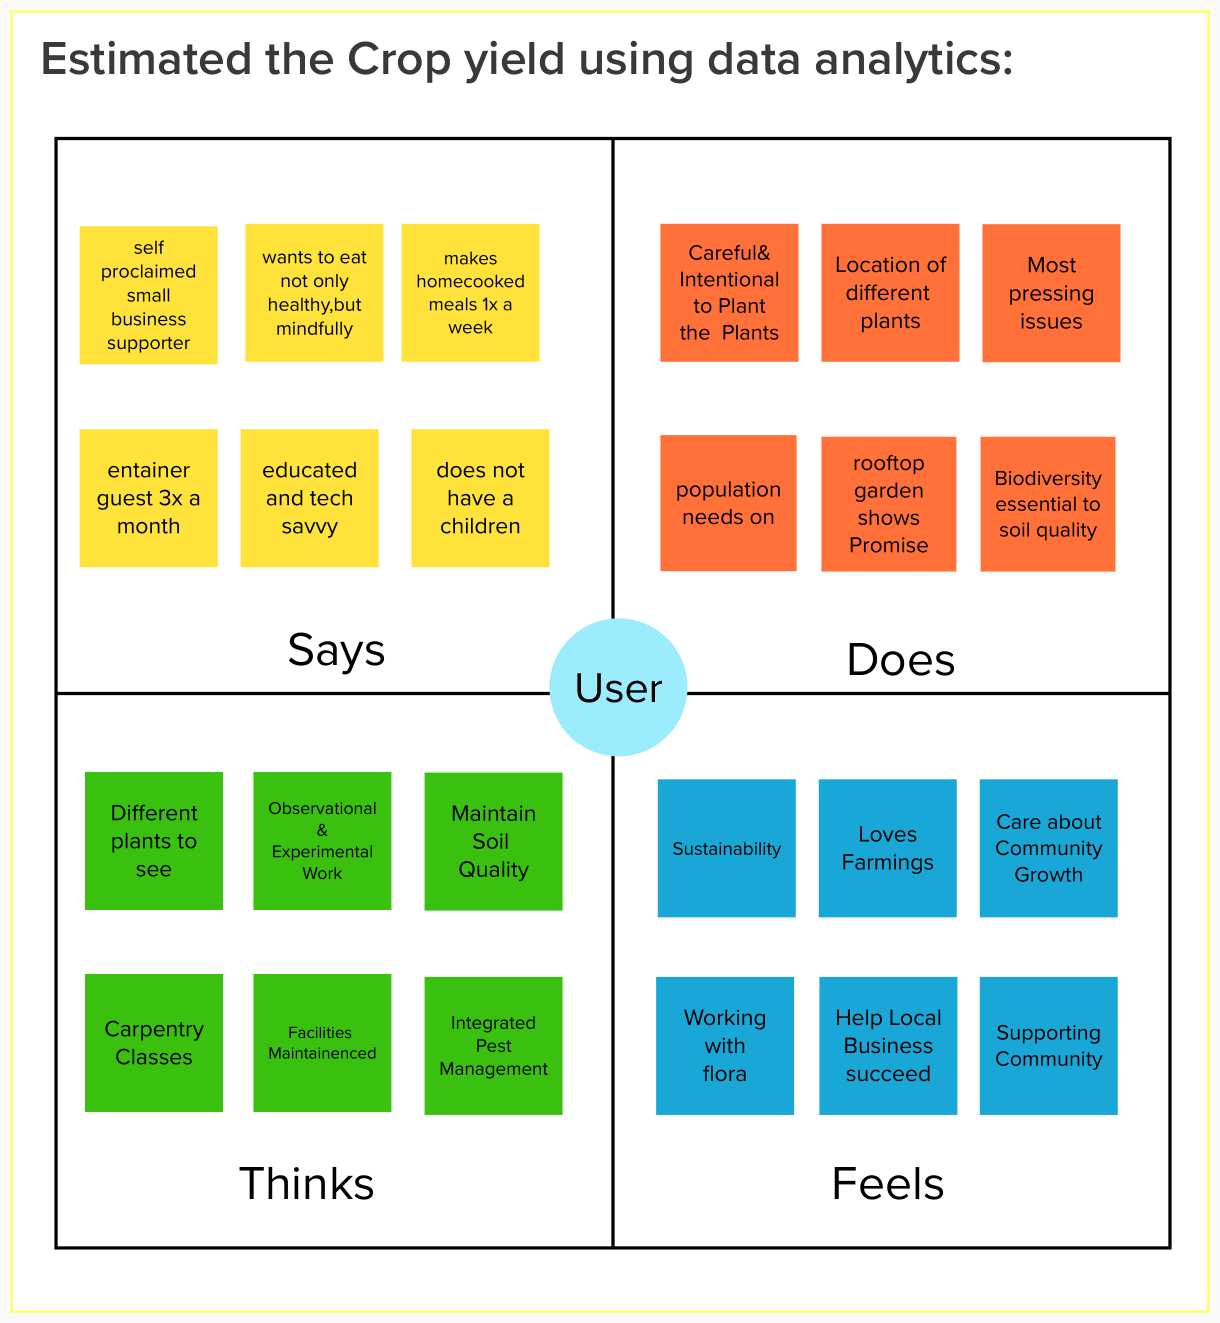 Estimated the Crop yield using data analytics:
self
proclaimed
small
business
supporter
wants to eat
not only
healthy,but
mindfully
makes
homecooked
meals 1x a
week
entainer
guest 3x a
month
educated
and tech
savvy
does not
have a
children
Says
Careful&
Intentional
to Plant
the Plants
Location of
different
plants
Most
pressing
issues
population
needs on
rooftop
garden
shows
Promise
Biodiversity
essential to
soil quality
Does
User
Different
plants to
see
Observational
&
Experimental
Work
Maintain
Soil
Quality
Carpentry
Classes
Facilities
Maintainenced
Integrated
Pest
Management
Thinks
Sustainability
Loves
Farmings
Care about
Community
Growth
Working
with
flora
Help Local
Business
succeed
Supporting
Community
Feels